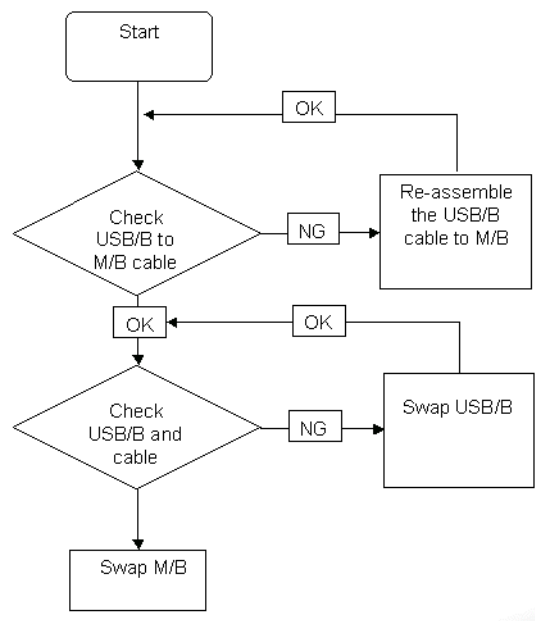 Start
OK
Check
USB/B to
M/B cable
NG
Re-assemble
the USB/B
cable to M/B
OK
OK
Check
USB/B and
cable
NG
Swap USB/B
Swap M/B